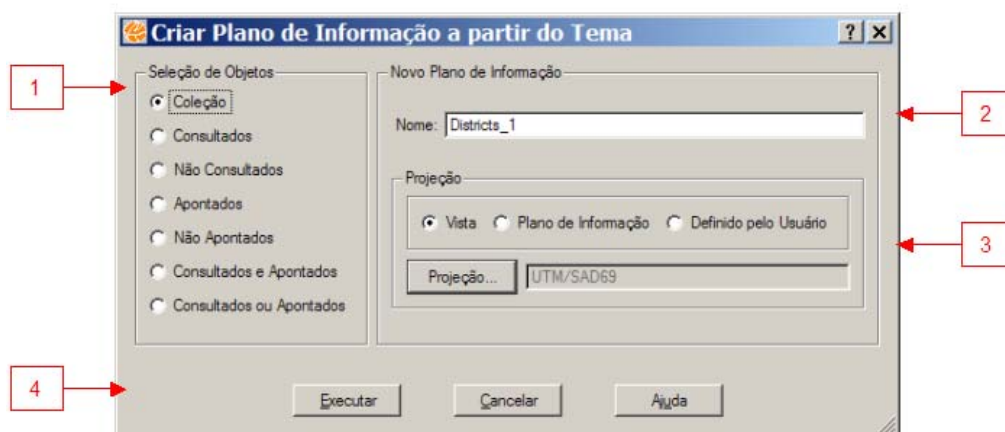 Criar Plano de Informação a partir do Tema
1
Seleção de Objetos
Coleção
Consultados
Não Consultados
Apontados
Não Apontados
Consultados e Apontados
Consultados ou Apontados
Novo Plano de Informação
Nome: Districts_1
2
Projeção
Vista Plano de Informação Definido pelo Usuário
Projeção... UTM/SAD69
3
4
Executar Cancelar Ajuda